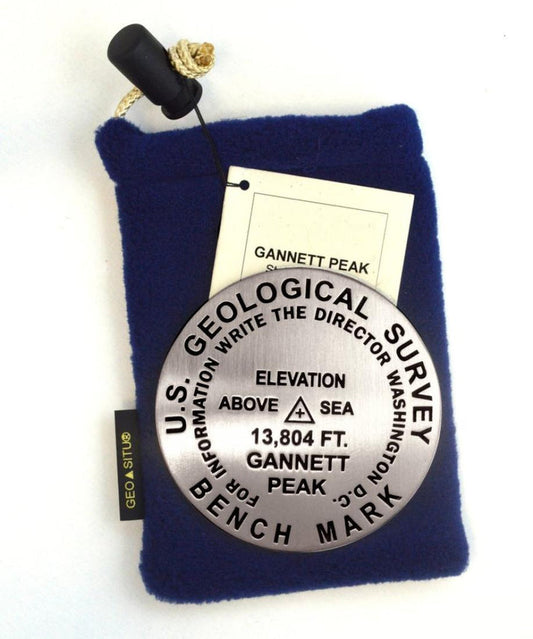 GANNETT PEAK
U.S. GEOLOGICAL SURVEY
FOR INFORMATION WRITE THE DIRECTOR WASHINGTON D.C.
ELEVATION
ABOVE SEA
13,804 FT.
GANNETT
PEAK
BENCH MARK
GEO▲SITU®